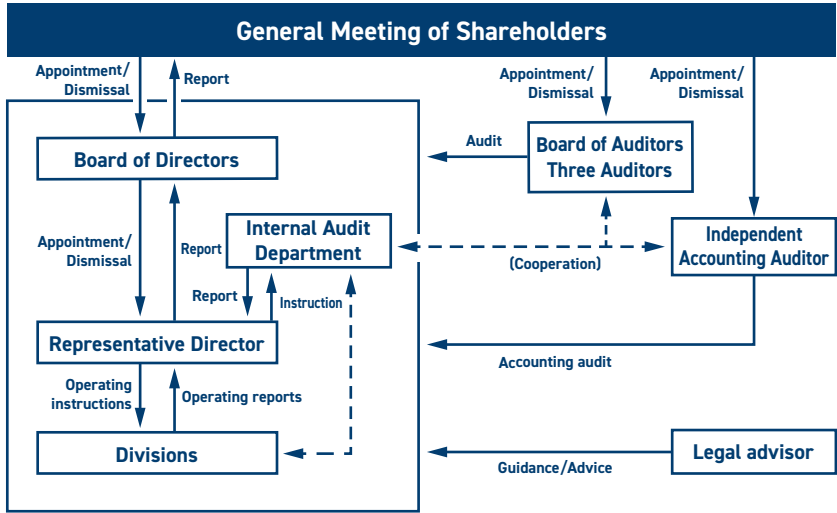 General Meeting of Shareholders
Appointment/
Dismissal
Report
Appointment/
Dismissal
Appointment/
Dismissal
Board of Directors
Audit
Board of Auditors
Three Auditors
Appointment/
Dismissal
Report
Internal Audit
Department
(Cooperation)
Independent
Accounting Auditor
Report
Instruction
Representative Director
Accounting audit
Operating
instructions
Operating reports
Divisions
Guidance/Advice
Legal advisor